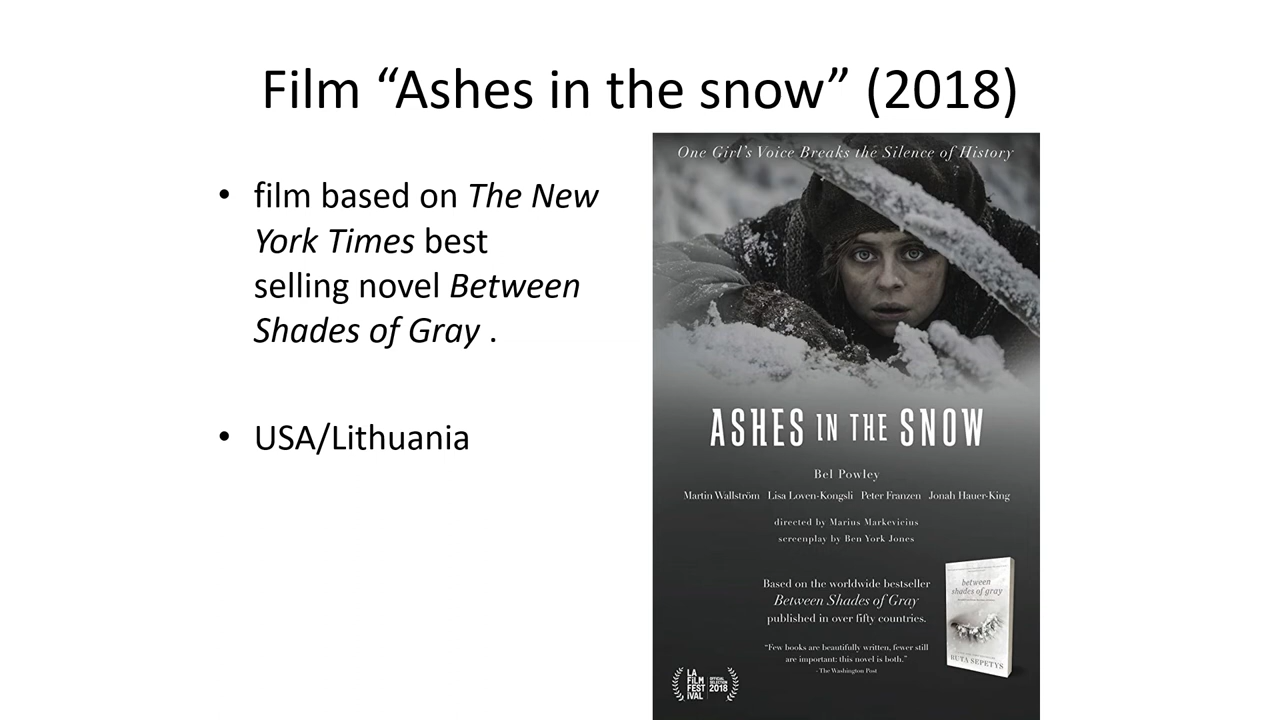 Film “Ashes in the snow” (2018)
• film based on The New
York Times best
selling novel Between
Shades of Gray .
• USA/Lithuania
One Girl's Voice Breaks the Silence of History
ASHES IN THE SNOW
Bel Powley
Martin Wallström Lisa Loven-Kongsli Peter Franzen Jonah Hauer-King
directed by Marius Markevicius
screenplay by Ben York Jones
Based on the worldwide bestseller
Between Shades of Gray
published in over fifty countries.
“Few books are beautifully written, fewer still
are important: this novel is both.”
- The Washington Post
between
shades of gray
RUTA SEPETYS
LA
FILM
FEST
iVAL
OFFICIAL
SELECTION
2018